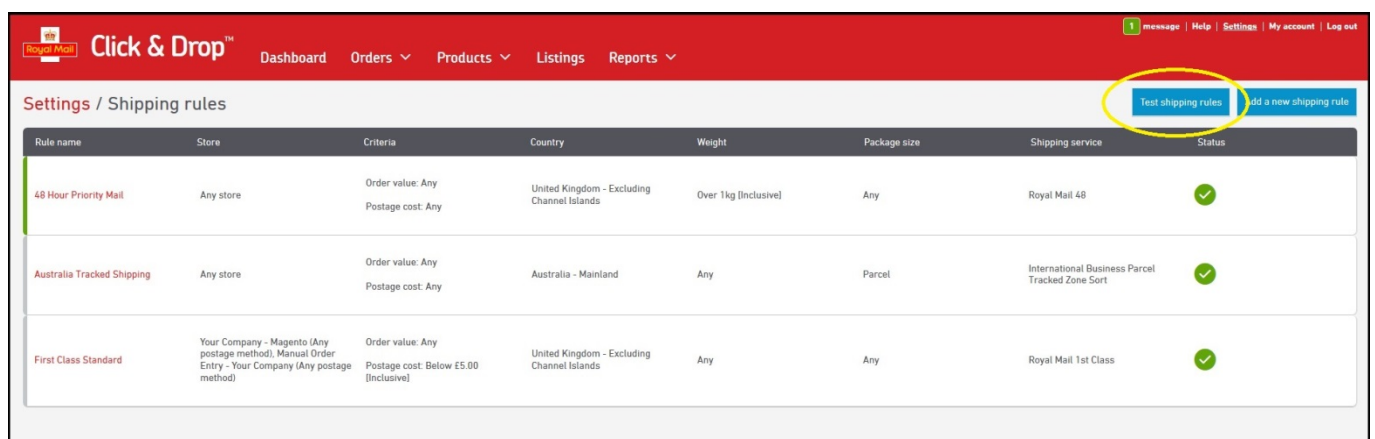 1 message | Help | Settings | My account | Log out
Royal Mail
Click & Drop™
Dashboard Orders Products Listings Reports
Settings / Shipping rules
Test shipping rules
Add a new shipping rule
Rule name Store Criteria Country Weight Package size Shipping service Status
48 Hour Priority Mail
Any store
Order value: Any
Postage cost: Any
United Kingdom - Excluding
Channel Islands
Over 1kg [Inclusive]
Any
Royal Mail 48
Australia Tracked Shipping
Any store
Order value: Any
Postage cost: Any
Australia - Mainland
Any
Parcel
International Business Parcel
Tracked Zone Sort
First Class Standard
Your Company - Magento (Any
postage method), Manual Order
Entry - Your Company (Any postage
method)
Order value: Any
Postage cost: Below £5.00
[Inclusive]
United Kingdom - Excluding
Channel Islands
Any
Any
Royal Mail 1st Class